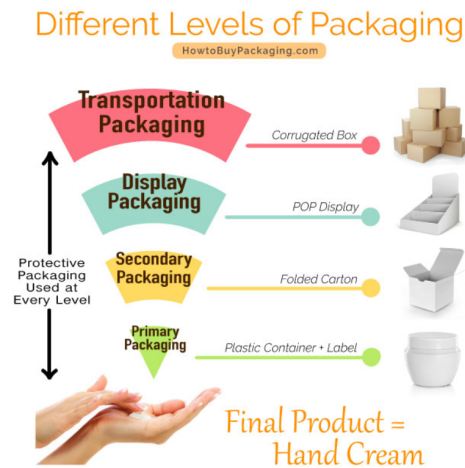 Different Levels of Packaging
HowtoBuyPackaging.com
Transportation
Packaging
Corrugated Box
Display
Packaging
POP Display
Protective
Packaging
Used at
Every Level
Secondary
Packaging
Folded Carton
Primary
Packaging
Plastic Container + Label
Final Product =
Hand Cream